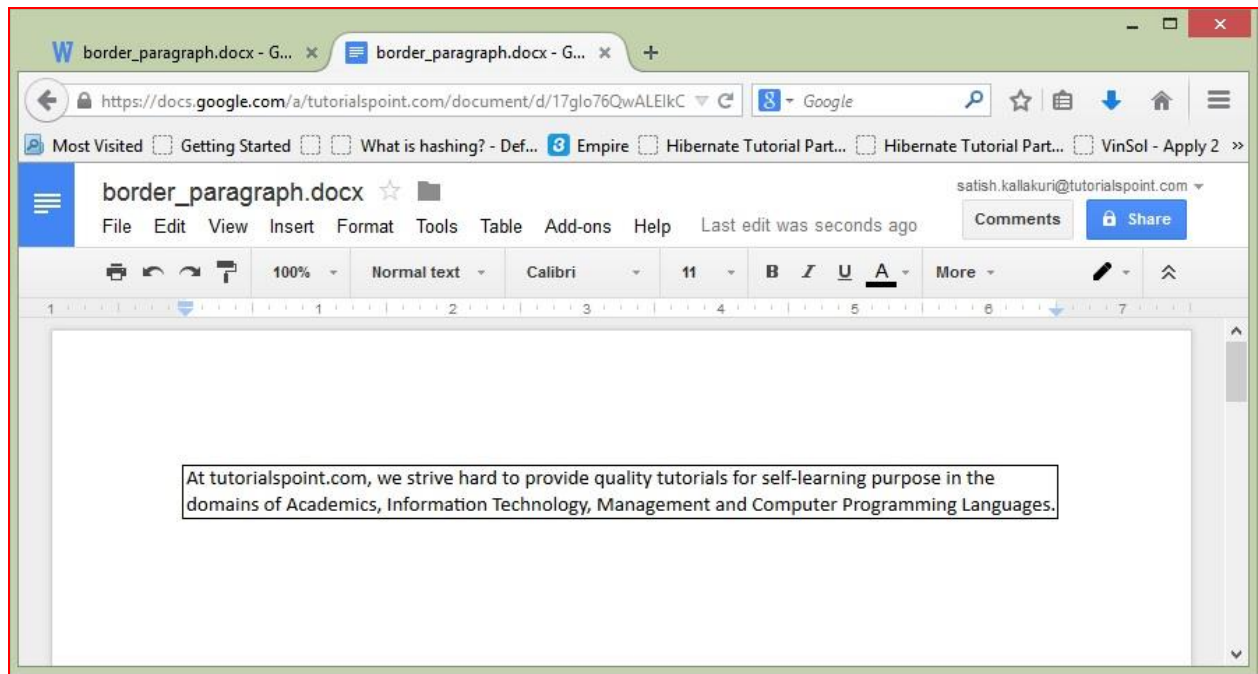 border_paragraph.docx - G... border_paragraph.docx - G...
https://docs.google.com/a/tutorialspoint.com/document/d/17glo76QwALElkC Google
Most Visited Getting Started What is hashing? - Def... Empire Hibernate Tutorial Part... Hibernate Tutorial Part... VinSol - Apply 2 »
border_paragraph.docx satish.kallakuri@tutorialspoint.com
File Edit View Insert Format Tools Table Add-ons Help Last edit was seconds ago Comments Share
100% Normal text Calibri 11 B I U A More
1 1 2 3 4 5 6 7
At tutorialspoint.com, we strive hard to provide quality tutorials for self-learning purpose in the
domains of Academics, Information Technology, Management and Computer Programming Languages.